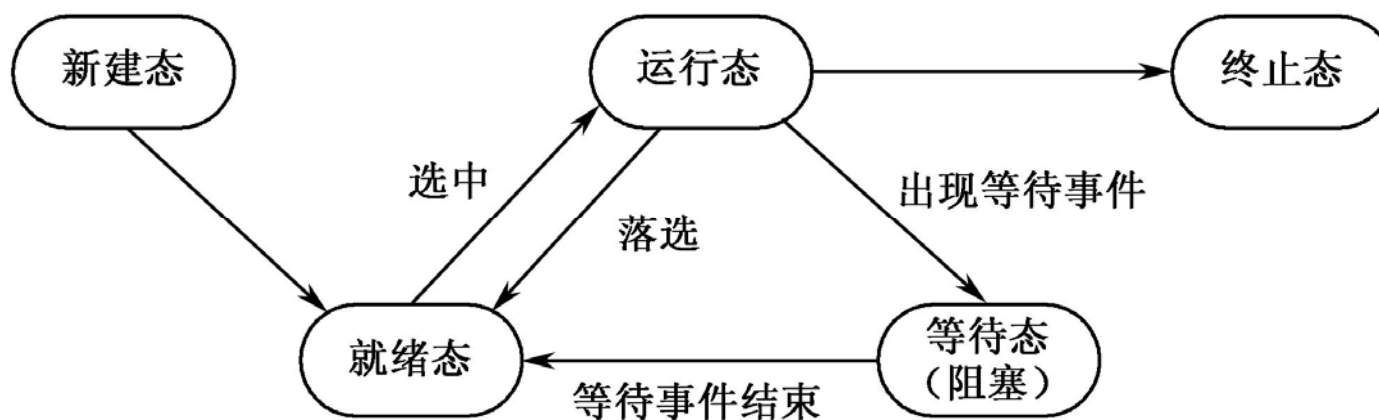 新建态
运行态
终止态
选中
落选
出现等待事件
就绪态
等待态
（阻塞）
等待事件结束